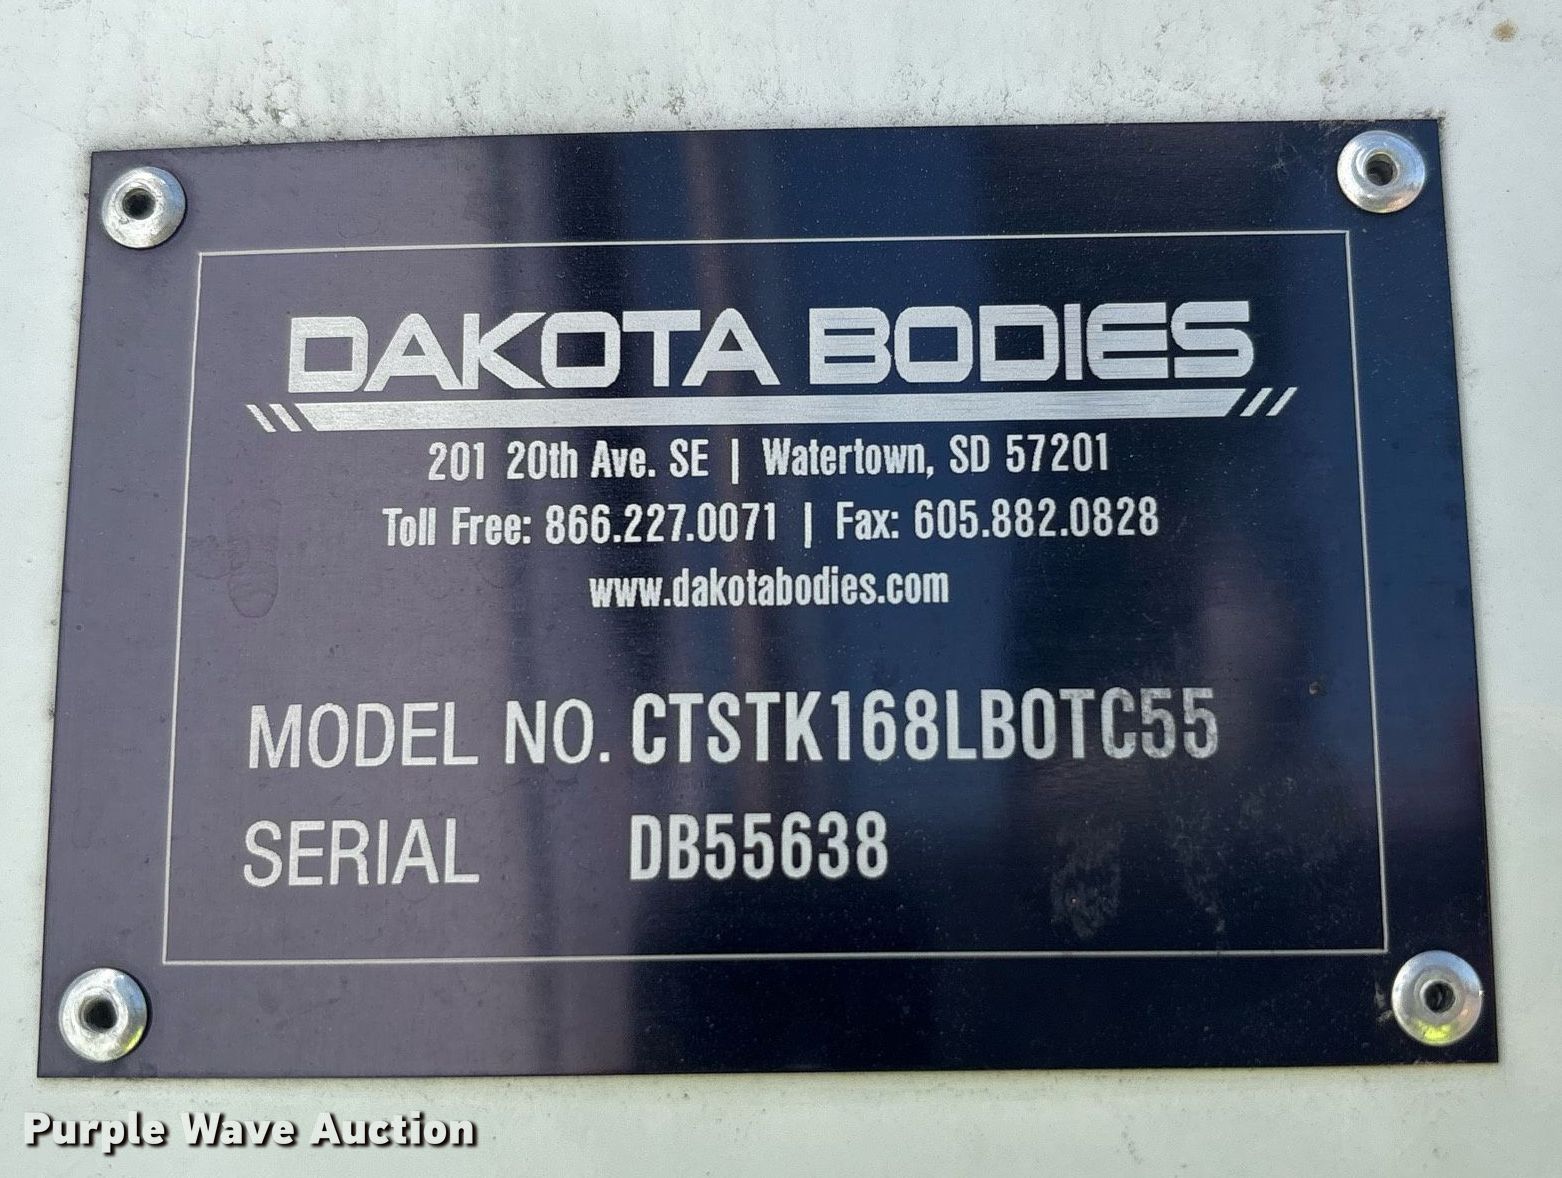 DAKOTA BODIES
201 20th Ave. SE | Watertown, SD 57201
Toll Free: 866.227.0071 | Fax: 605.882.0828
www.dakotabodies.com
MODEL NO. CTSTK168LBOTC55
SERIAL DB55638
Purple Wave Auction